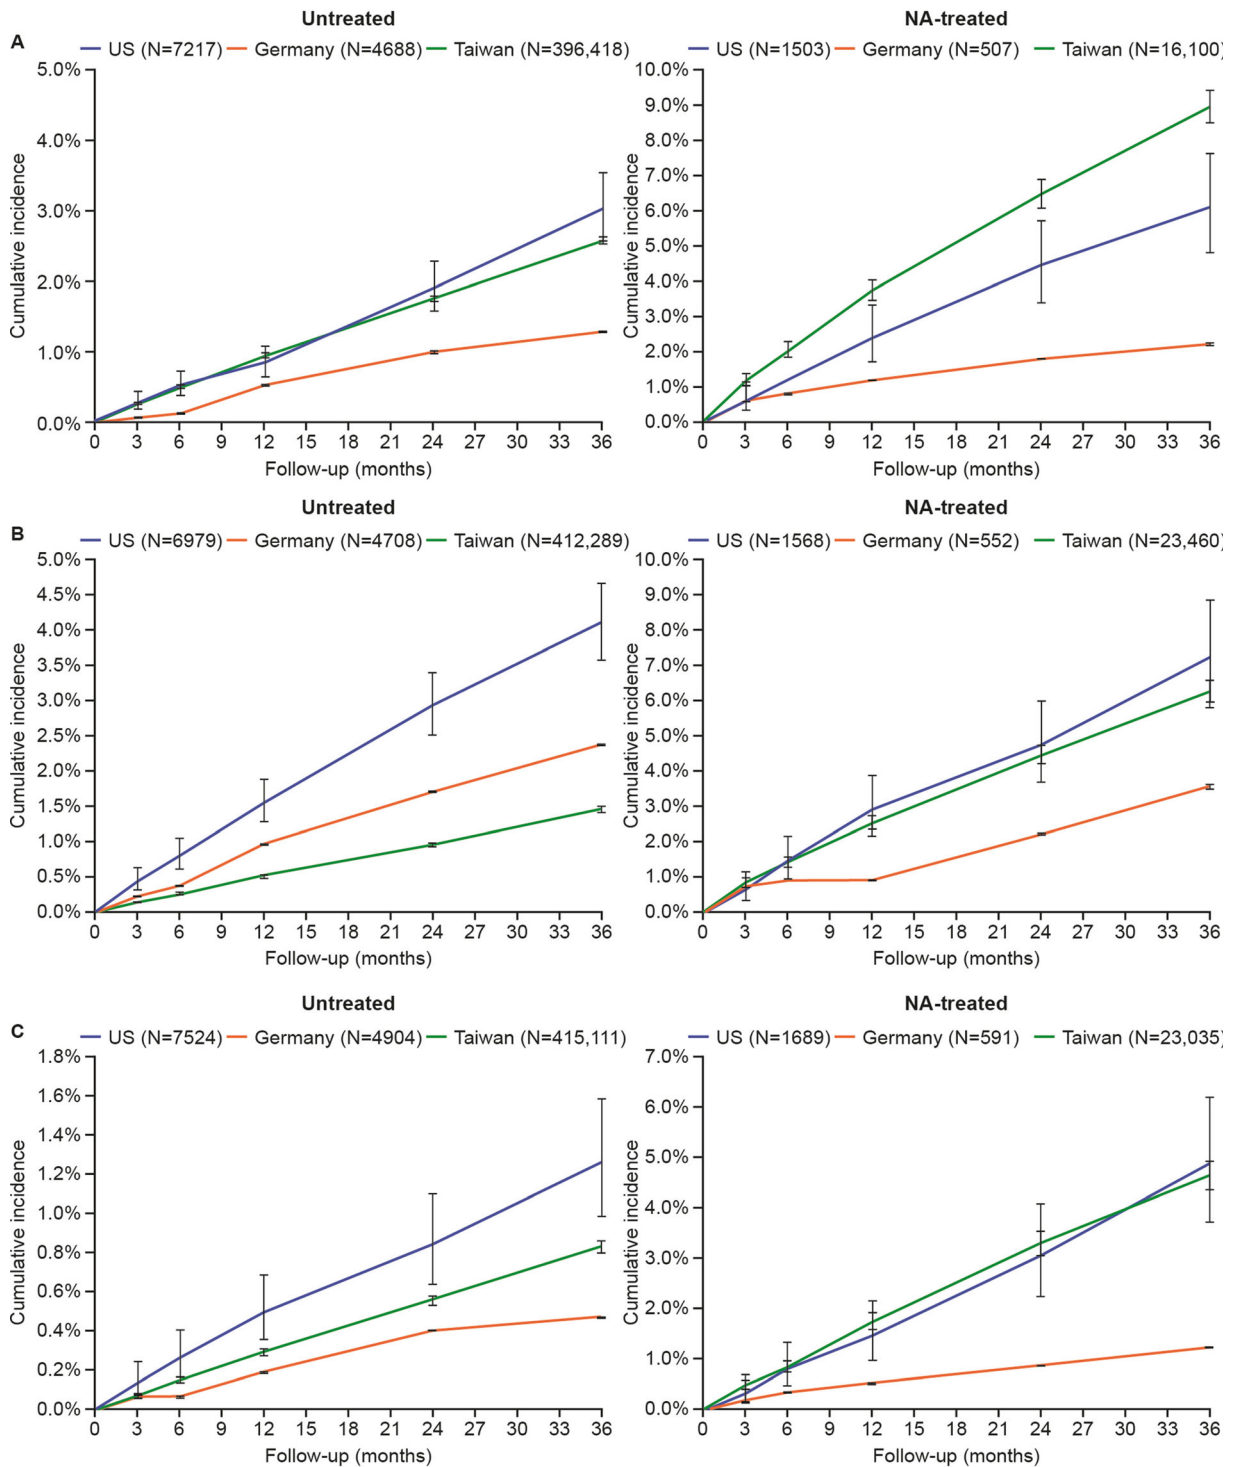 Untreated
NA-treated
A
US (N=7217) Germany (N=4688) Taiwan (N=396,418)
US (N=1503) Germany (N=507) Taiwan (N=16,100)
5.0%
4.0%
3.0%
2.0%
1.0%
0.0%
Cumulative incidence
0 3 6 9 12 15 18 21 24 27 30 33 36
Follow-up (months)
10.0%
9.0%
8.0%
7.0%
6.0%
5.0%
4.0%
3.0%
2.0%
1.0%
0.0%
Cumulative incidence
0 3 6 9 12 15 18 21 24 27 30 33 36
Follow-up (months)
Untreated
NA-treated
B
US (N=6979) Germany (N=4708) Taiwan (N=412,289)
US (N=1568) Germany (N=552) Taiwan (N=23,460)
5.0%
4.5%
4.0%
3.5%
3.0%
2.5%
2.0%
1.5%
1.0%
0.5%
0.0%
Cumulative incidence
0 3 6 9 12 15 18 21 24 27 30 33 36
Follow-up (months)
10.0%
9.0%
8.0%
7.0%
6.0%
5.0%
4.0%
3.0%
2.0%
1.0%
0.0%
Cumulative incidence
0 3 6 9 12 15 18 21 24 27 30 33 36
Follow-up (months)
Untreated
NA-treated
C
US (N=7524) Germany (N=4904) Taiwan (N=415,111)
US (N=1689) Germany (N=591) Taiwan (N=23,035)
1.8%
1.6%
1.4%
1.2%
1.0%
0.8%
0.6%
0.4%
0.2%
0.0%
Cumulative incidence
0 3 6 9 12 15 18 21 24 27 30 33 36
Follow-up (months)
7.0%
6.0%
5.0%
4.0%
3.0%
2.0%
1.0%
0.0%
Cumulative incidence
0 3 6 9 12 15 18 21 24 27 30 33 36
Follow-up (months)